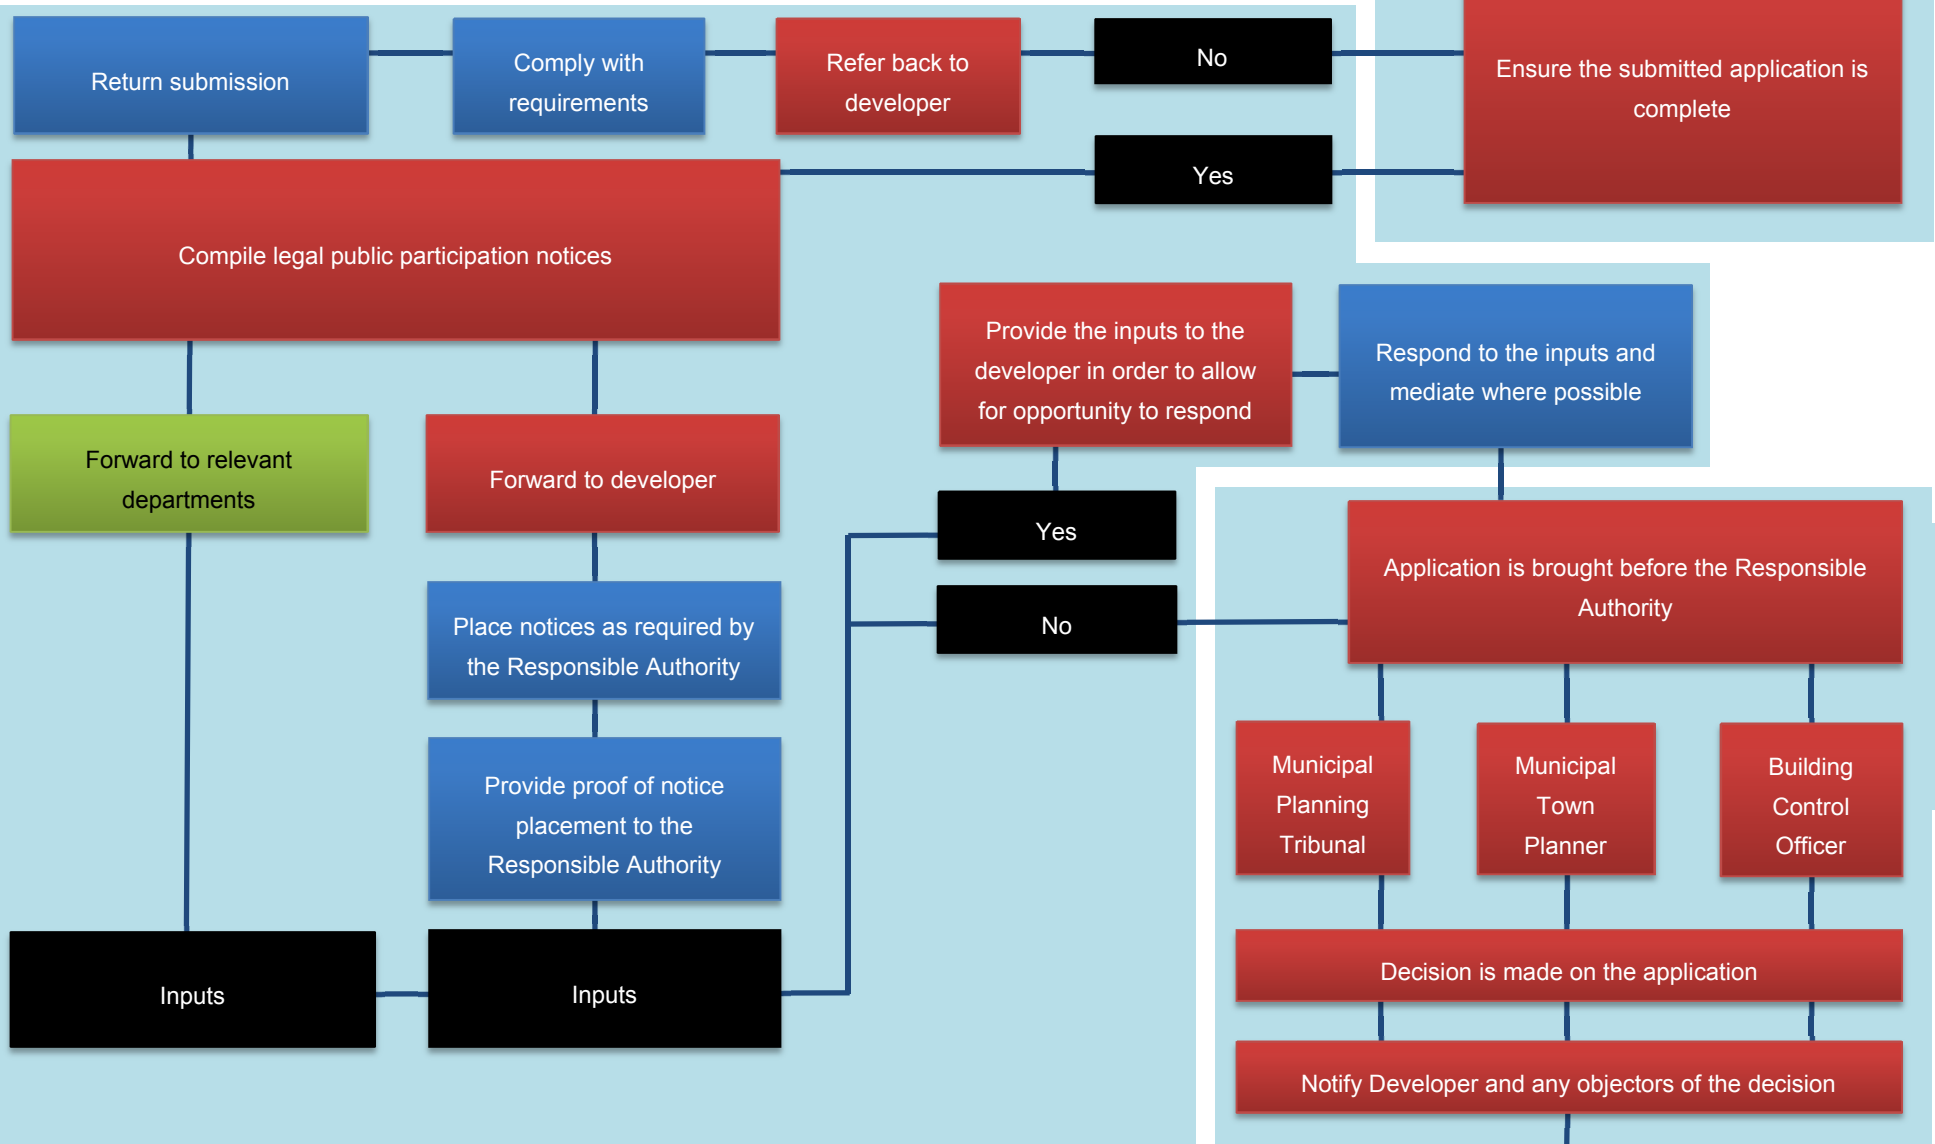 Return submission
Comply with
requirements
Refer back to
developer
No
Ensure the submitted application is
complete
Yes
Compile legal public participation notices
Provide the inputs to the
developer in order to allow
for opportunity to respond
Respond to the inputs and
mediate where possible
Forward to relevant
departments
Forward to developer
Yes
Application is brought before the Responsible
Authority
Place notices as required by
the Responsible Authority
No
Municipal
Planning
Tribunal
Municipal
Town
Planner
Building
Control
Officer
Provide proof of notice
placement to the
Responsible Authority
Inputs
Inputs
Decision is made on the application
Notify Developer and any objectors of the decision